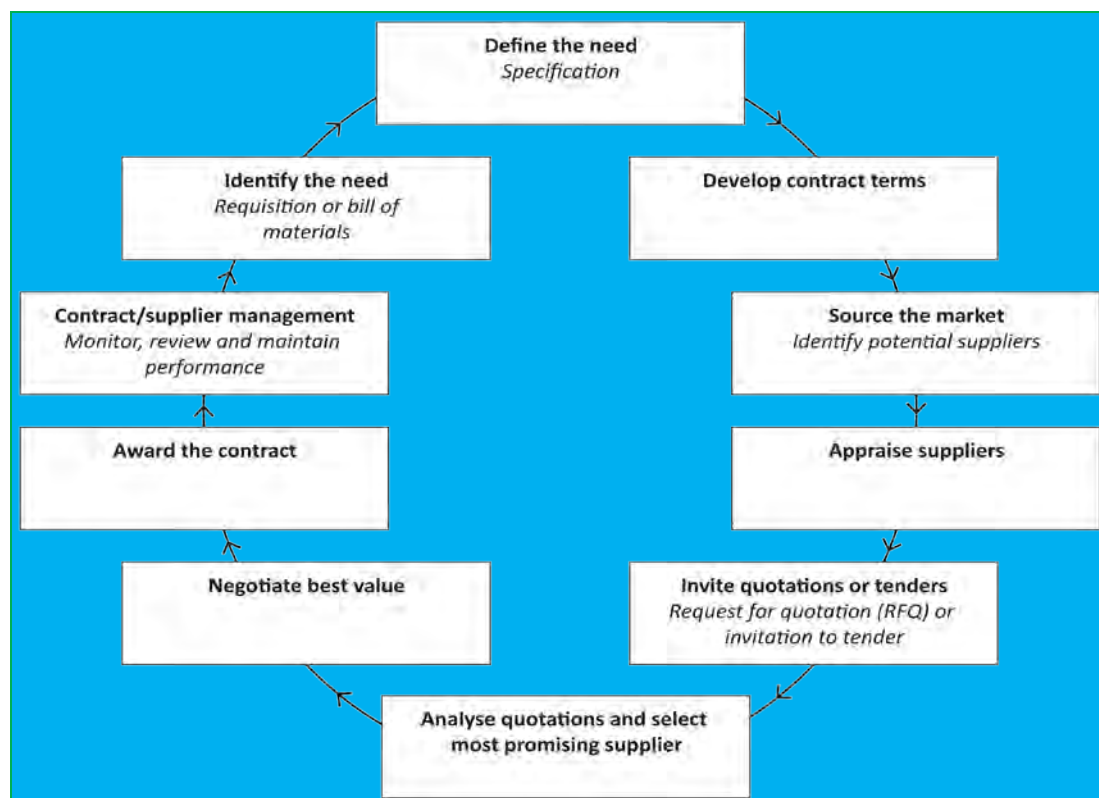 Define the need
Specification
Identify the need
Requisition or bill of
materials
Develop contract terms
Contract/supplier management
Monitor, review and maintain
performance
Source the market
Identify potential suppliers
Award the contract
Appraise suppliers
Negotiate best value
Invite quotations or tenders
Request for quotation (RFQ) or
invitation to tender
Analyse quotations and select
most promising supplier